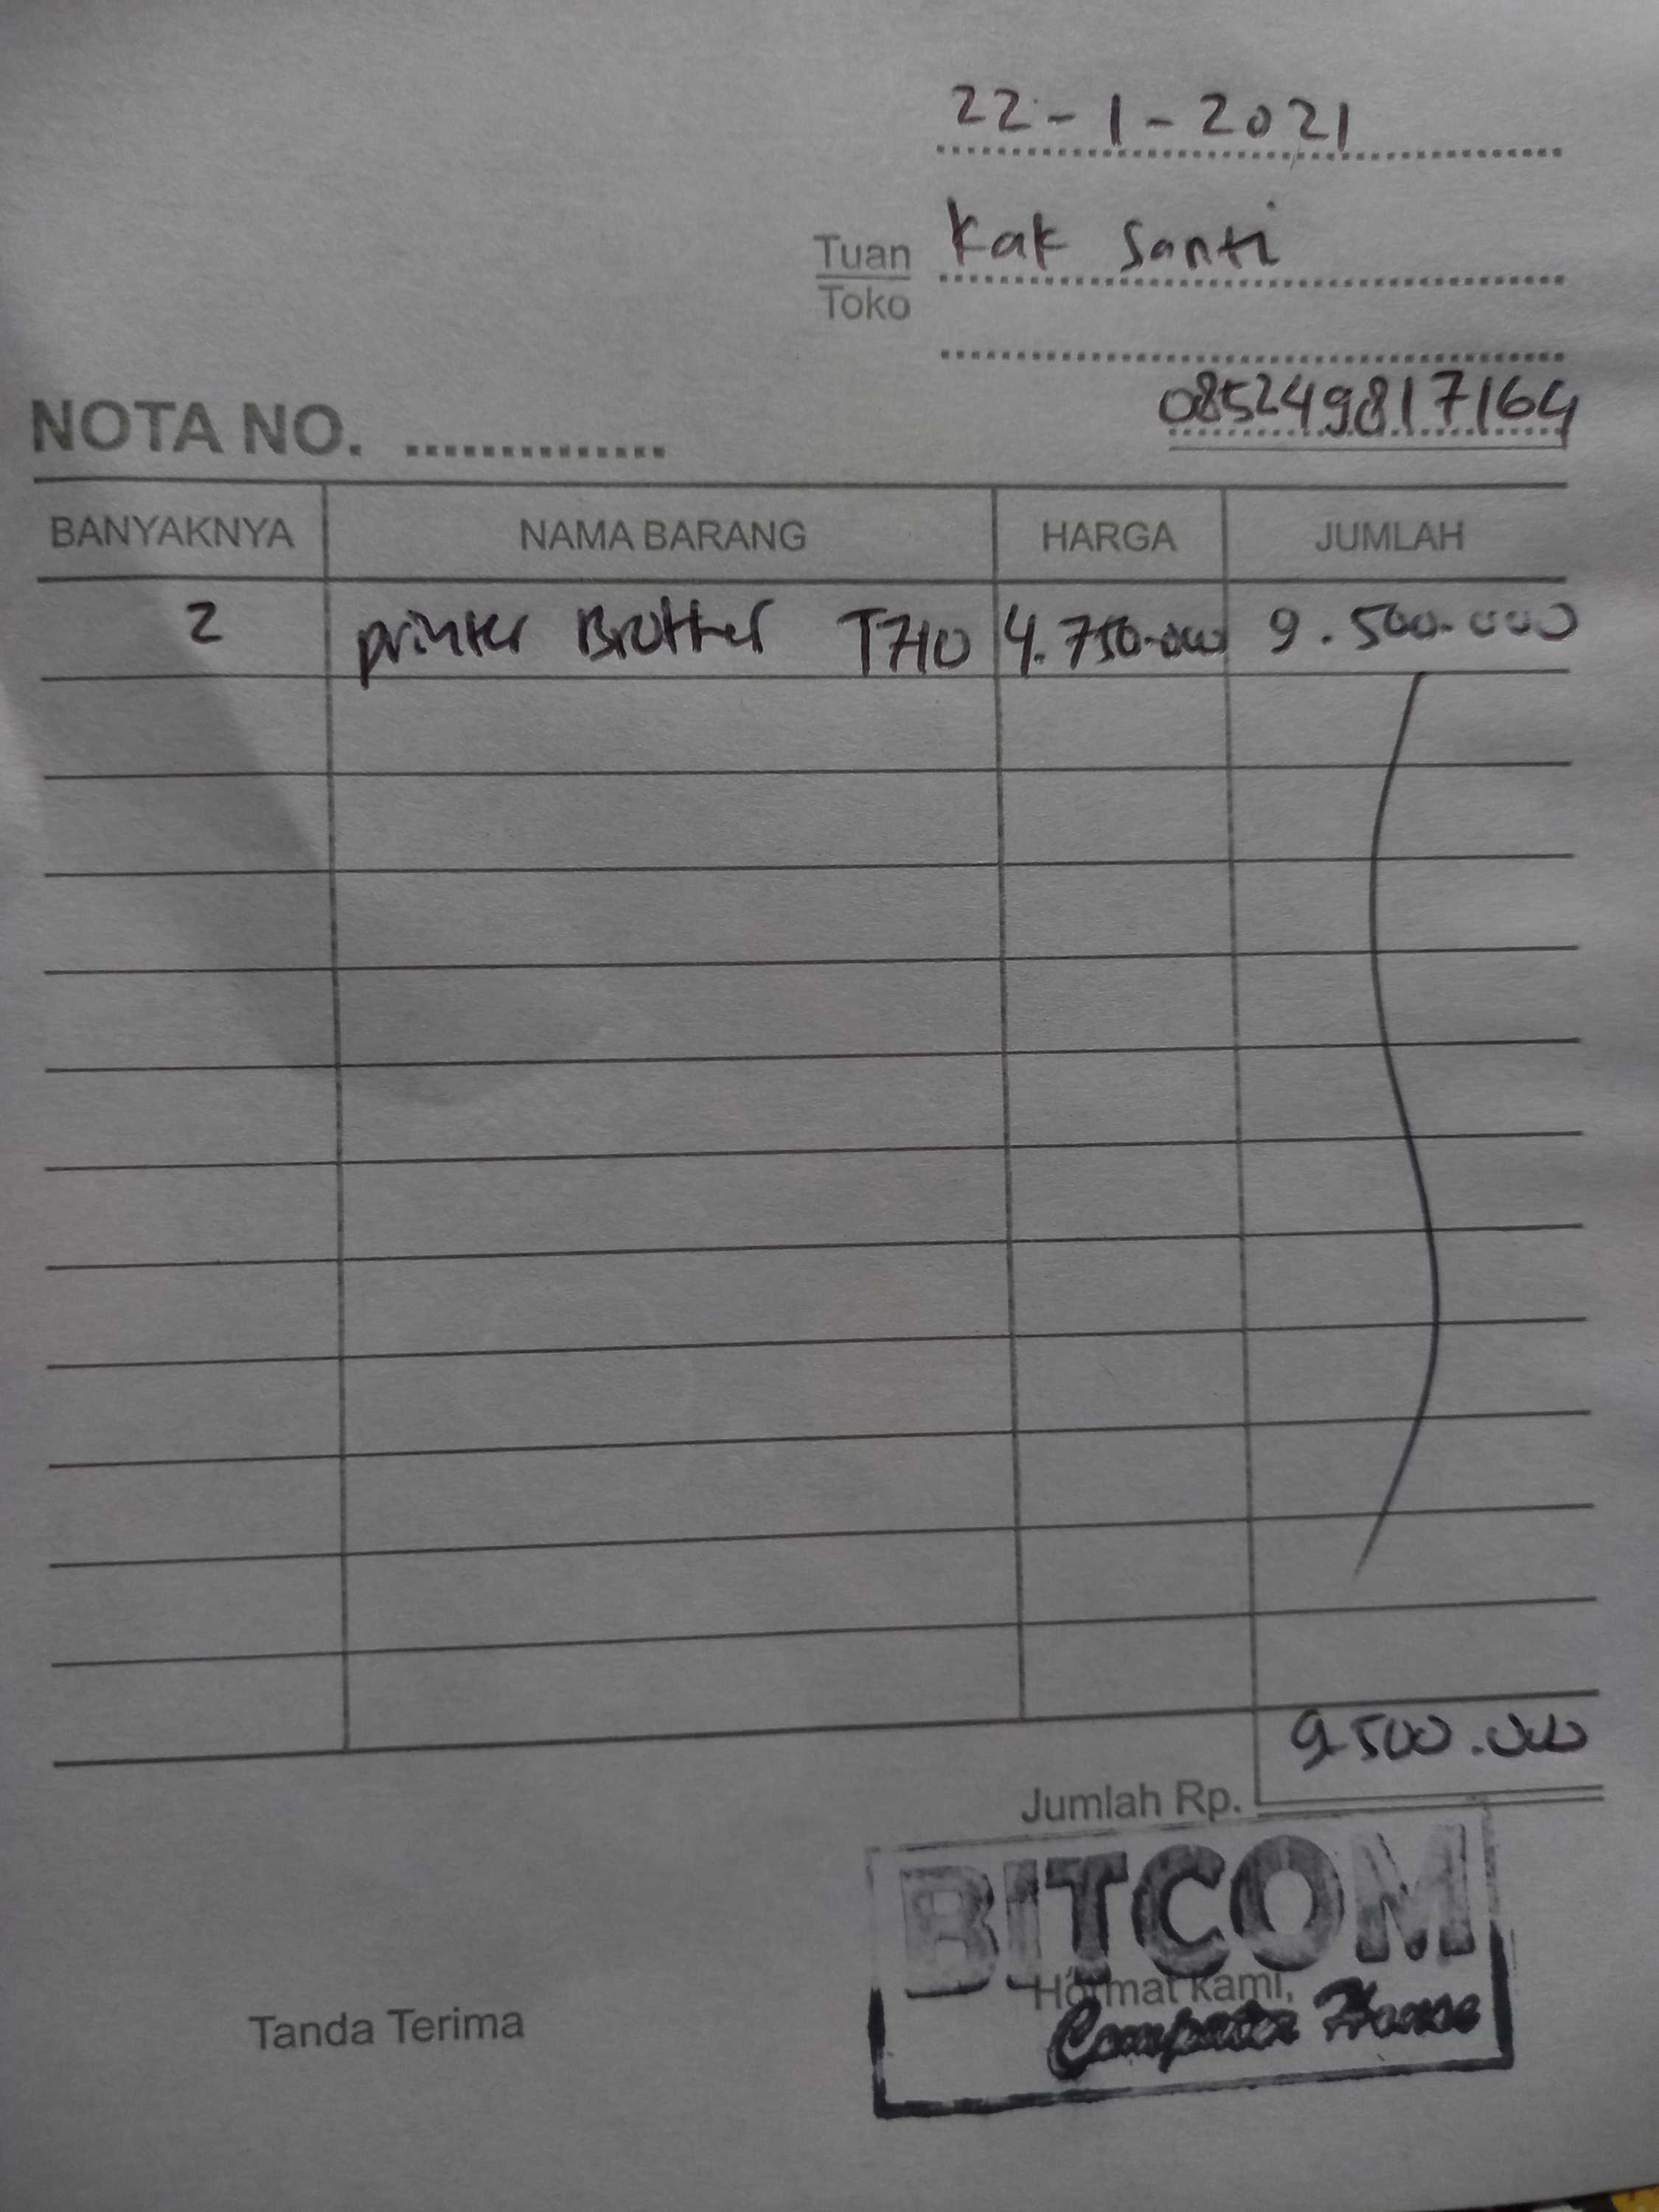 22-1-2021
Tuan Kak Santi
Toko
085249817164
NOTA NO. ..............
BANYAKNYA NAMA BARANG HARGA JUMLAH
2 printer Brother T710 4.750.000 9.500.000
9.500.000
Jumlah Rp.
BITCOM
Tanda Terima Hormat Kami,
Computer House